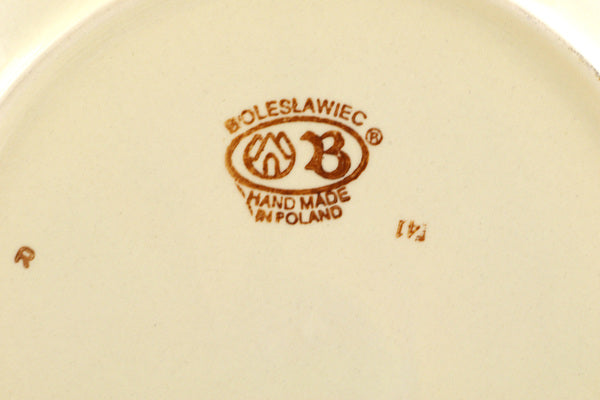 BOLESŁAWIEC
B ®
HAND MADE
IN POLAND
R